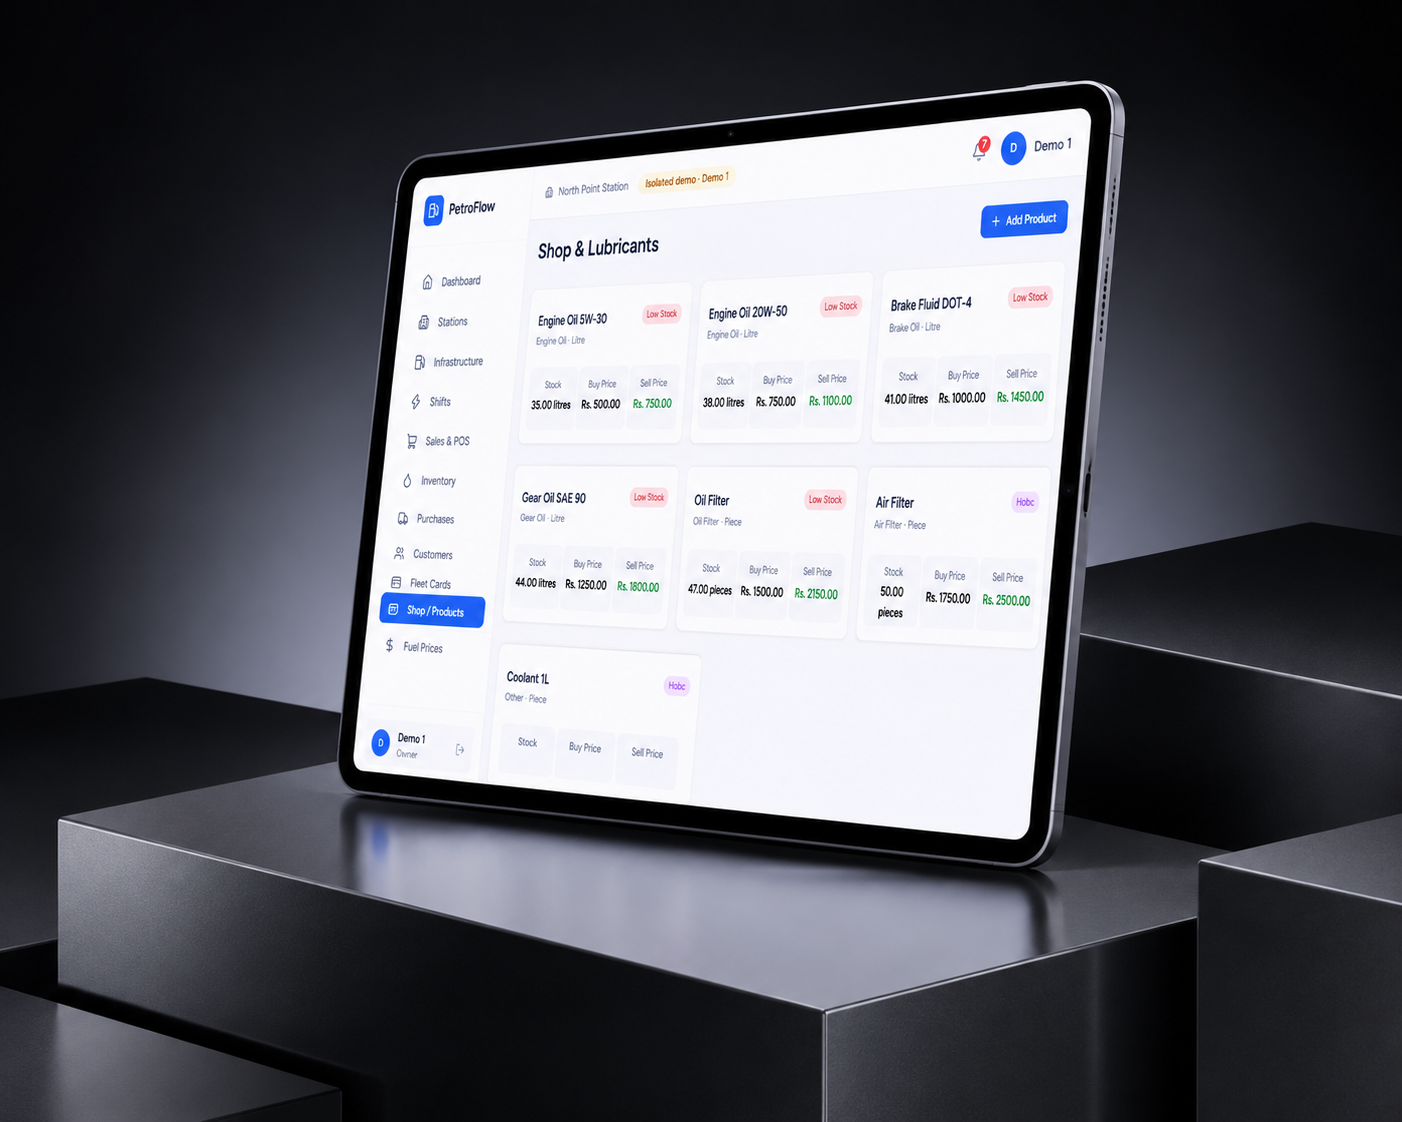 PetroFlow
North Point Station
Isolated demo · Demo 1
7
D
Demo 1
Dashboard
Stations
Infrastructure
Shifts
Sales & POS
Inventory
Purchases
Customers
Fleet Cards
Shop / Products
Fuel Prices
D
Demo 1
Owner
Shop & Lubricants
+ Add Product
Engine Oil 5W-30
Low Stock
Engine Oil · Litre
Stock
Buy Price
Sell Price
35.00 litres
Rs. 500.00
Rs. 750.00
Engine Oil 20W-50
Low Stock
Engine Oil · Litre
Stock
Buy Price
Sell Price
38.00 litres
Rs. 750.00
Rs. 1100.00
Brake Fluid DOT-4
Low Stock
Brake Oil · Litre
Stock
Buy Price
Sell Price
41.00 litres
Rs. 1000.00
Rs. 1450.00
Gear Oil SAE 90
Low Stock
Gear Oil · Litre
Stock
Buy Price
Sell Price
44.00 litres
Rs. 1250.00
Rs. 1800.00
Oil Filter
Low Stock
Oil Filter · Piece
Stock
Buy Price
Sell Price
47.00 pieces
Rs. 1500.00
Rs. 2150.00
Air Filter
Hobc
Air Filter · Piece
Stock
Buy Price
Sell Price
50.00
pieces
Rs. 1750.00
Rs. 2500.00
Coolant 1L
Hobc
Other · Piece
Stock
Buy Price
Sell Price